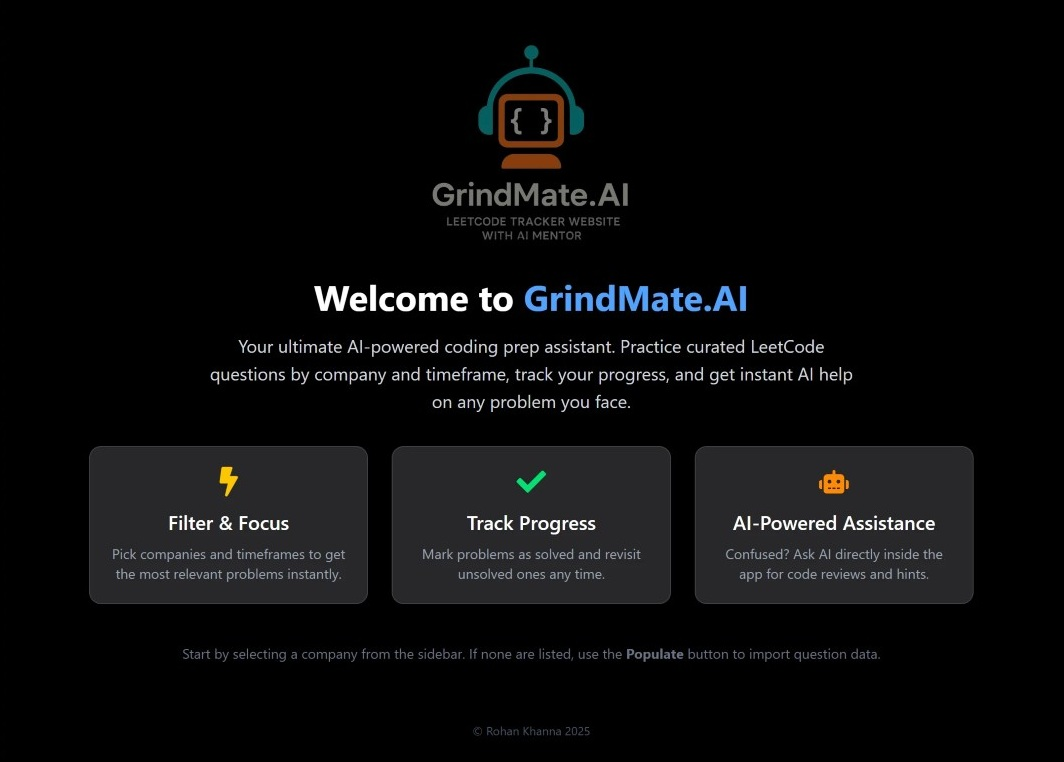 { }
GrindMate.AI
LEETCODE TRACKER WEBSITE
WITH AI MENTOR
Welcome to GrindMate.AI
Your ultimate AI-powered coding prep assistant. Practice curated LeetCode
questions by company and timeframe, track your progress, and get instant AI help
on any problem you face.
Filter & Focus
Pick companies and timeframes to get
the most relevant problems instantly.
Track Progress
Mark problems as solved and revisit
unsolved ones any time.
AI-Powered Assistance
Confused? Ask AI directly inside the
app for code reviews and hints.
Start by selecting a company from the sidebar. If none are listed, use the Populate button to import question data.
© Rohan Khanna 2025